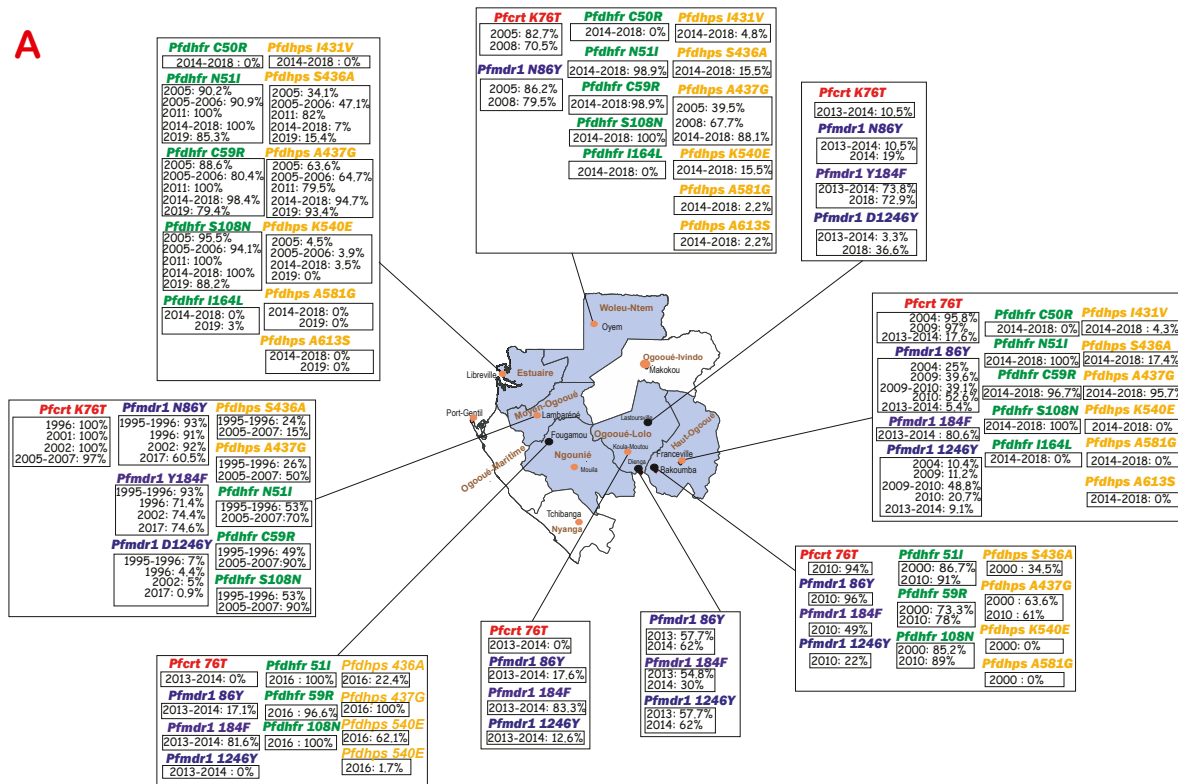 A
Pfdhfr C50R
2014-2018 : 0%
Pfdhfr N51I
2005: 90.2%
2005-2006: 90.9%
2011: 100%
2014-2018: 100%
2019: 85.3%
Pfdhfr C59R
2005: 88.6%
2005-2006: 80.4%
2011: 100%
2014-2018: 98.4%
2019: 79.4%
Pfdhfr S108N
2005: 95.5%
2005-2006: 94.1%
2011: 100%
2014-2018: 100%
2019: 88.2%
Pfdhfr I164L
2014-2018: 0%
2019: 3%
Pfdhps I431V
2014-2018 : 0%
Pfdhps S436A
2005: 34.1%
2005-2006: 47.1%
2011: 82%
2014-2018: 7%
2019: 15.4%
Pfdhps A437G
2005: 63.6%
2005-2006: 64.7%
2011: 79.5%
2014-2018: 94.7%
2019: 93.4%
Pfdhps K540E
2005: 4.5%
2005-2006: 3.9%
2014-2018: 3.5%
2019: 0%
Pfdhps A581G
2014-2018: 0%
2019: 0%
Pfdhps A613S
2014-2018: 0%
2019: 0%
Pfcrt K76T
2005: 82.7%
2008: 70.5%
Pfmdr1 N86Y
2005: 86.2%
2008: 79.5%
Pfdhfr C50R
2014-2018: 0%
Pfdhfr N51I
2014-2018: 98.9%
Pfdhfr C59R
2014-2018:98.9%
Pfdhfr S108N
2014-2018: 100%
Pfdhfr I164L
2014-2018: 0%
Pfdhps I431V
2014-2018: 4.8%
Pfdhps S436A
2014-2018: 15.5%
Pfdhps A437G
2005: 39.5%
2008: 67.7%
2014-2018: 88.1%
Pfdhps K540E
2014-2018: 15.5%
Pfdhps A581G
2014-2018: 2,2%
Pfdhps A613S
2014-2018: 2,2%
Pfcrt K76T
2013-2014: 10.5%
Pfmdr1 N86Y
2013-2014: 10.5%
2014: 19%
Pfmdr1 Y184F
2013-2014: 73.8%
2018: 72.9%
Pfmdr1 D1246Y
2013-2014: 3.3%
2018: 36.6%
Pfcrt 76T
2004: 95.8%
2009: 97%
2013-2014: 17.6%
Pfmdr1 86Y
2004: 25%
2009: 39.6%
2009-2010: 39.1%
2010: 52.6%
2013-2014: 5.4%
Pfmdr1 184F
2013-2014 : 80.6%
Pfmdr1 1246Y
2004: 10.4%
2009: 11.2%
2009-2010: 48.8%
2010: 20.7%
2013-2014: 9.1%
Pfdhfr C50R
2014-2018: 0%
Pfdhfr N51I
2014-2018: 100%
Pfdhfr C59R
2014-2018: 96.7%
Pfdhfr S108N
2014-2018: 100%
Pfdhfr I164L
2014-2018: 0%
Pfdhps I431V
2014-2018 : 4.3%
Pfdhps S436A
2014-2018: 17.4%
Pfdhps A437G
2014-2018: 95.7%
Pfdhps K540E
2014-2018: 0%
Pfdhps A581G
2014-2018: 0%
Pfdhps A613S
2014-2018: 0%
Woleu-Ntem
Oyem
Ogooué-Ivindo
Makokou
Estuaire
Libreville
Port-Gentil
Moyen-Ogooué
Lambaréné
Lastoursville
Fougamou
Ogooué-Lolo
Koula-Moutou
Haut-Ogooué
Franceville
Dienga
Bakoumba
Ngounié
Mouila
Ogooué-Maritime
Tchibanga
Nyanga
Pfcrt K76T
1996: 100%
2001: 100%
2002: 100%
2005-2007: 97%
Pfmdr1 N86Y
1995-1996: 93%
1996: 91%
2002: 92%
2017: 60.5%
Pfmdr1 Y184F
1995-1996: 93%
1996: 71.4%
2002: 74.4%
2017: 74.6%
Pfmdr1 D1246Y
1995-1996: 7%
1996: 4.4%
2002: 5%
2017: 0.9%
Pfdhps S436A
1995-1996: 24%
2005-2007: 15%
Pfdhps A437G
1995-1996: 26%
2005-2007: 50%
Pfdhfr N51I
1995-1996: 53%
2005-2007:70%
Pfdhfr C59R
1995-1996: 49%
2005-2007:90%
Pfdhfr S108N
1995-1996: 53%
2005-2007: 90%
Pfcrt 76T
2013-2014: 0%
Pfmdr1 86Y
2013-2014: 17.1%
Pfmdr1 184F
2013-2014: 81.6%
Pfmdr1 1246Y
2013-2014 : 0%
Pfdhfr 51I
2016 : 100%
Pfdhfr 59R
2016 : 96.6%
Pfdhfr 108N
2016 : 100%
Pfdhps 436A
2016: 22.4%
Pfdhps 437G
2016: 100%
Pfdhps 540E
2016: 62.1%
Pfdhps 540E
2016: 1.7%
Pfcrt 76T
2013-2014: 0%
Pfmdr1 86Y
2013-2014: 17.6%
Pfmdr1 184F
2013-2014: 83.3%
Pfmdr1 1246Y
2013-2014: 12.6%
Pfmdr1 86Y
2013: 57.7%
2014: 62%
Pfmdr1 184F
2013: 54.8%
2014: 30%
Pfmdr1 1246Y
2013: 57.7%
2014: 62%
Pfcrt 76T
2010: 94%
Pfmdr1 86Y
2010: 96%
Pfmdr1 184F
2010: 49%
Pfmdr1 1246Y
2010: 22%
Pfdhfr 51I
2000: 86.7%
2010: 91%
Pfdhfr 59R
2000: 73.3%
2010: 78%
Pfdhfr 108N
2000: 85.2%
2010: 89%
Pfdhps S436A
2000 : 34.5%
Pfdhps A437G
2000 : 63.6%
2010 : 61%
Pfdhps K540E
2000: 0%
Pfdhps A581G
2000 : 0%